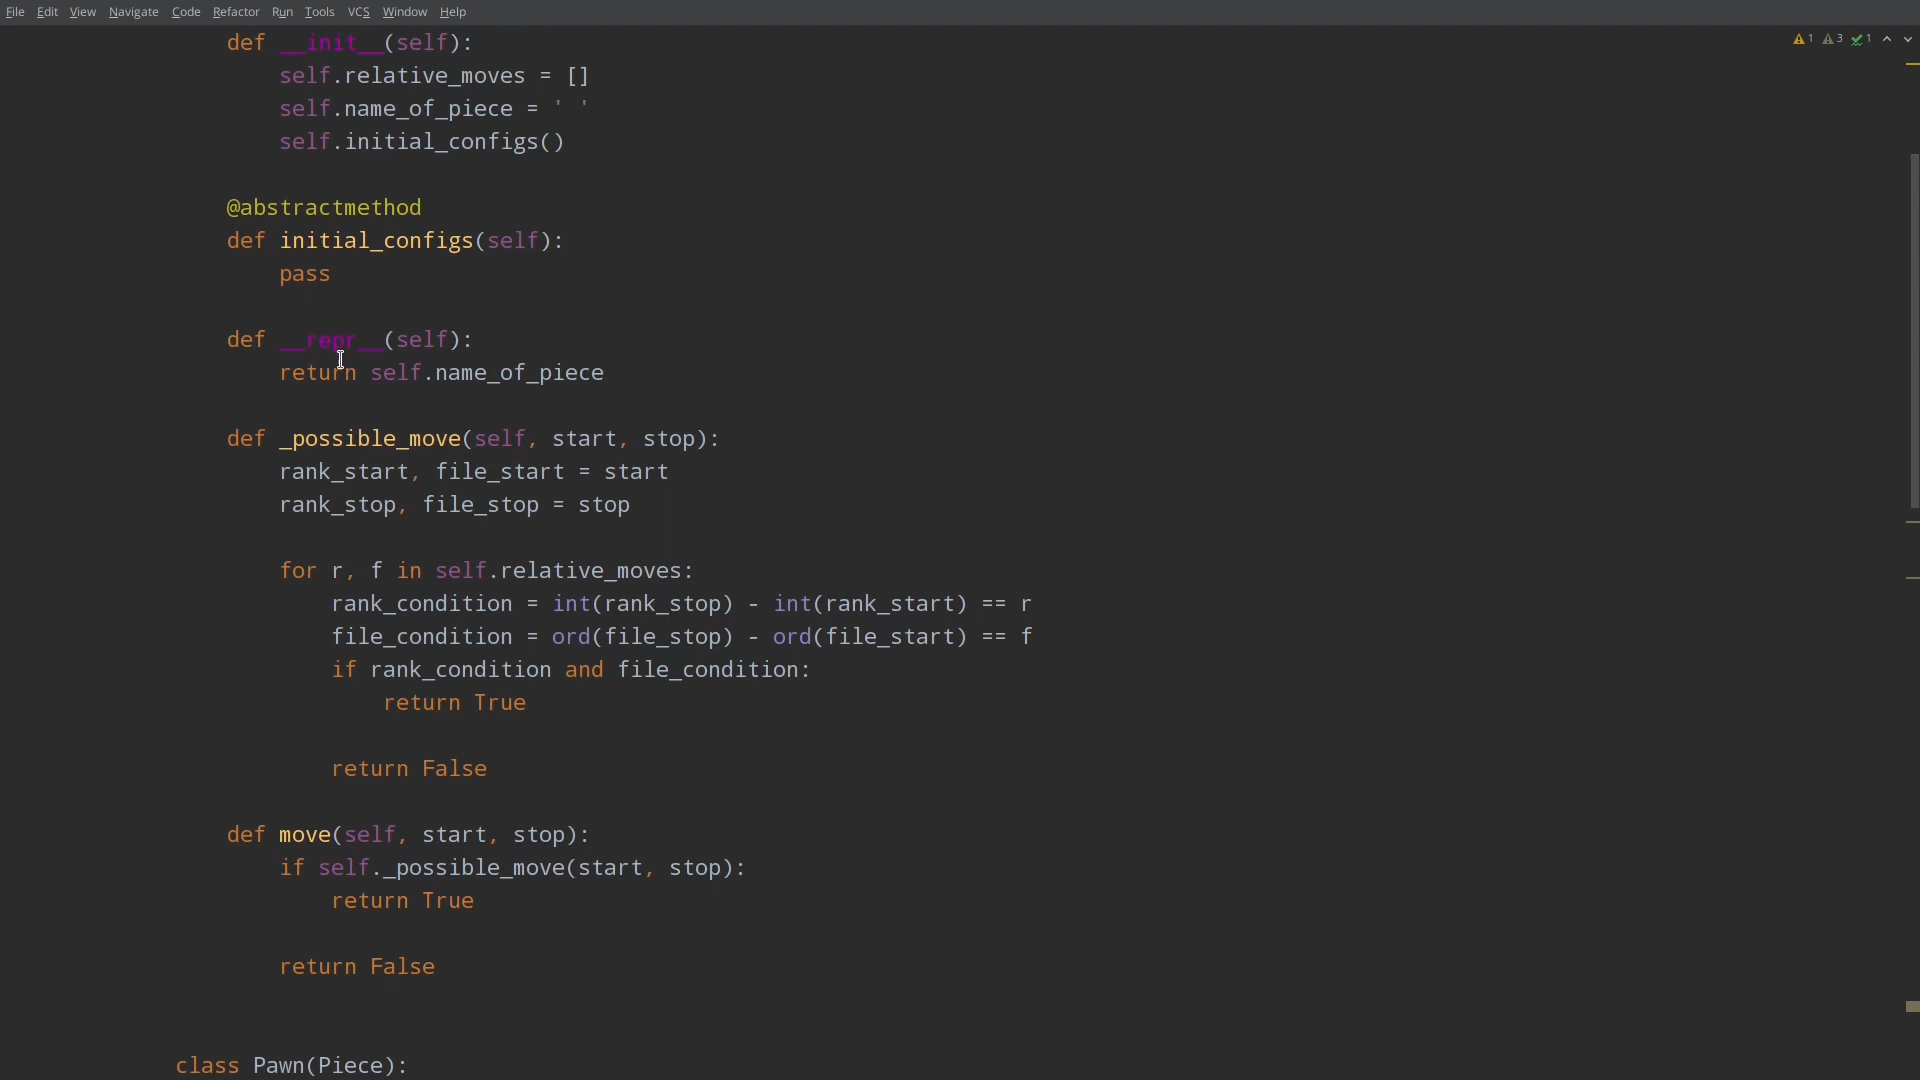 File Edit View Navigate Code Refactor Run Tools VCS Window Help
def __init__(self):
1 3 1
self.relative_moves = []
self.name_of_piece = ' '
self.initial_configs()
@abstractmethod
def initial_configs(self):
pass
def __repr__(self):
return self.name_of_piece
def _possible_move(self, start, stop):
rank_start, file_start = start
rank_stop, file_stop = stop
for r, f in self.relative_moves:
rank_condition = int(rank_stop) - int(rank_start) == r
file_condition = ord(file_stop) - ord(file_start) == f
if rank_condition and file_condition:
return True
return False
def move(self, start, stop):
if self._possible_move(start, stop):
return True
return False
class Pawn(Piece):